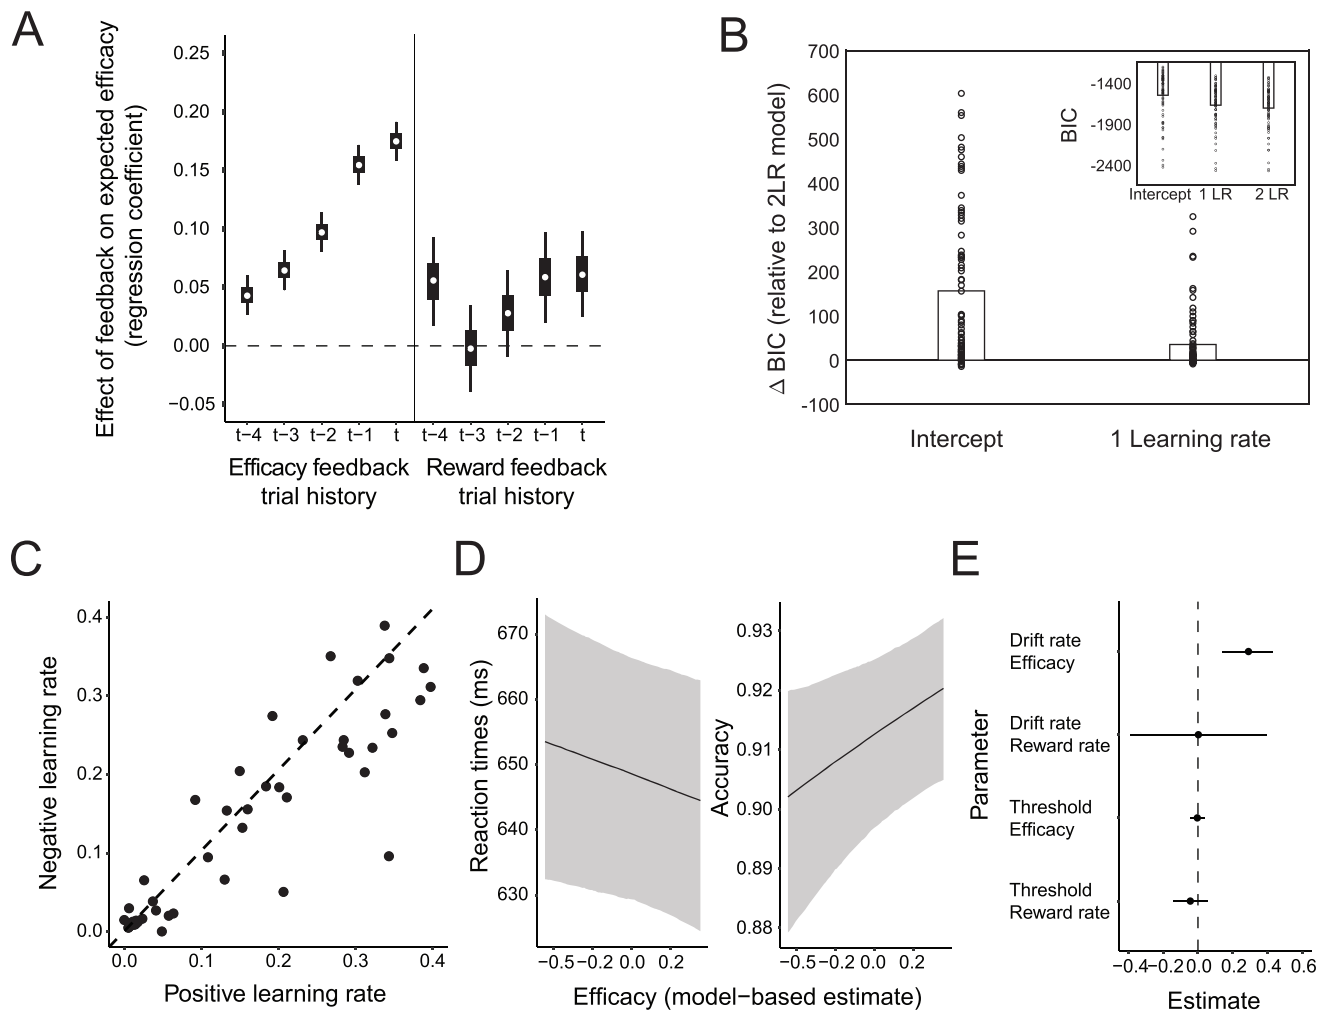 A
Effect of feedback on expected efficacy
(regression coefficient)
0.25
0.20
0.15
0.10
0.05
0.00
−0.05
t−4 t−3 t−2 t−1 t t−4 t−3 t−2 t−1 t
Efficacy feedback
trial history
Reward feedback
trial history
B
Δ BIC (relative to 2LR model)
700
600
500
400
300
200
100
0
-100
Intercept
1 Learning rate
BIC
-1400
-1900
-2400
Intercept 1 LR 2 LR
C
Negative learning rate
0.4
0.3
0.2
0.1
0.0
0.0 0.1 0.2 0.3 0.4
Positive learning rate
D
Reaction times (ms)
670
660
650
640
630
−0.5 −0.2 0.0 0.2
Accuracy
0.93
0.92
0.91
0.90
0.89
0.88
−0.5 −0.2 0.0 0.2
Efficacy (model−based estimate)
E
Parameter
Drift rate
Efficacy
Drift rate
Reward rate
Threshold
Efficacy
Threshold
Reward rate
−0.4 −0.2 0.0 0.2 0.4 0.6
Estimate